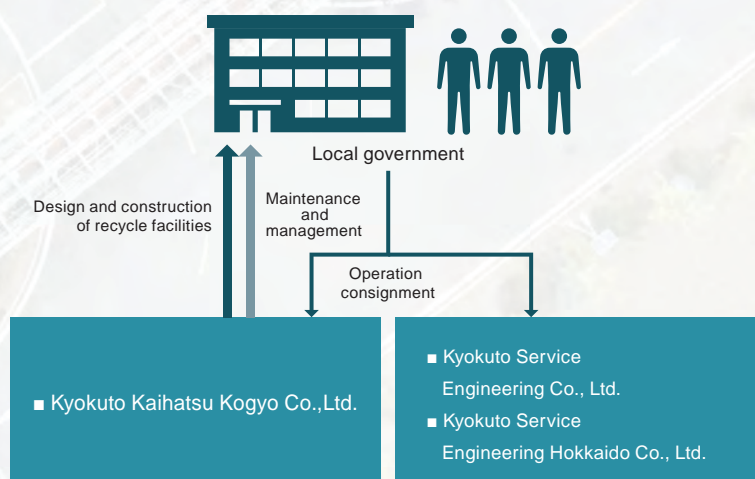 Local government
Design and construction
of recycle facilities
Maintenance
and
management
Operation
consignment
■ Kyokuto Kaihatsu Kogyo Co.,Ltd.
■ Kyokuto Service
Engineering Co., Ltd.
■ Kyokuto Service
Engineering Hokkaido Co., Ltd.